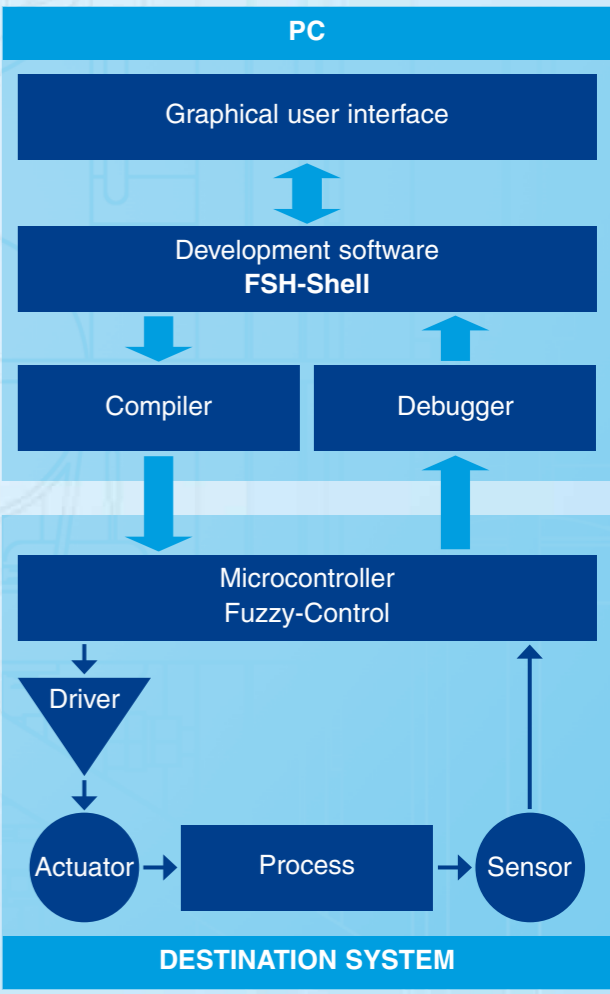 PC
Graphical user interface
Development software
FSH-Shell
Compiler
Debugger
Microcontroller
Fuzzy-Control
Driver
Actuator
Process
Sensor
DESTINATION SYSTEM